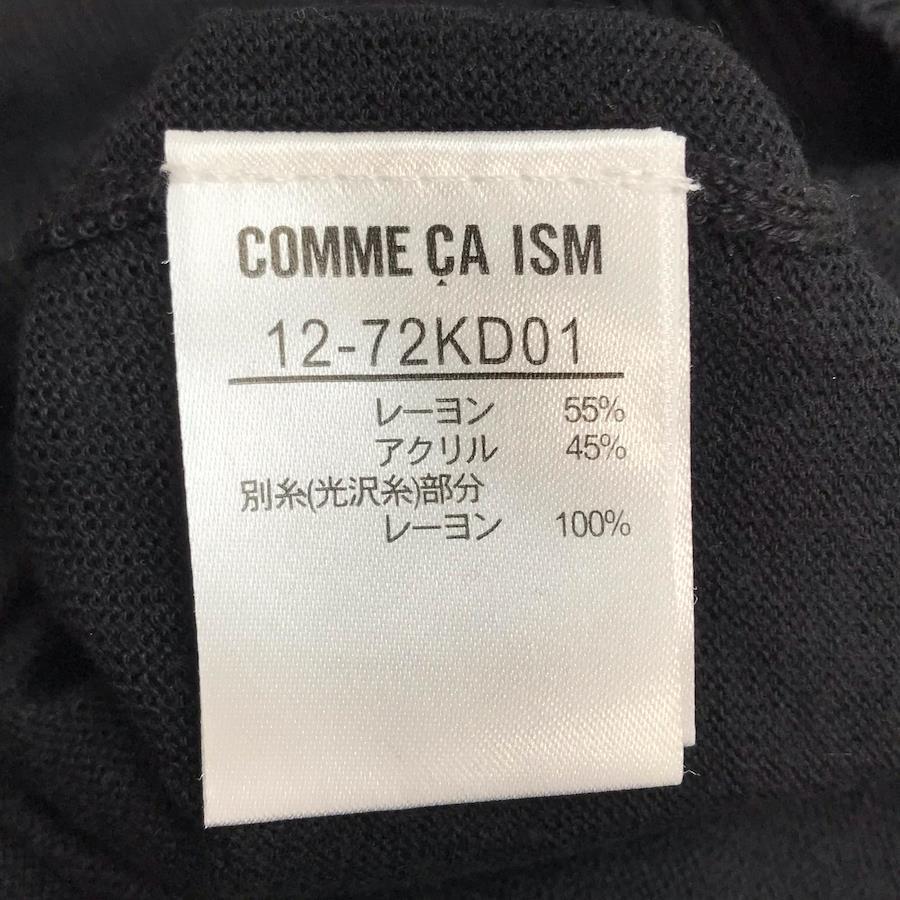 COMME ÇA ISM
12-72KD01
レーヨン 55%
アクリル 45%
別糸(光沢糸)部分
レーヨン 100%